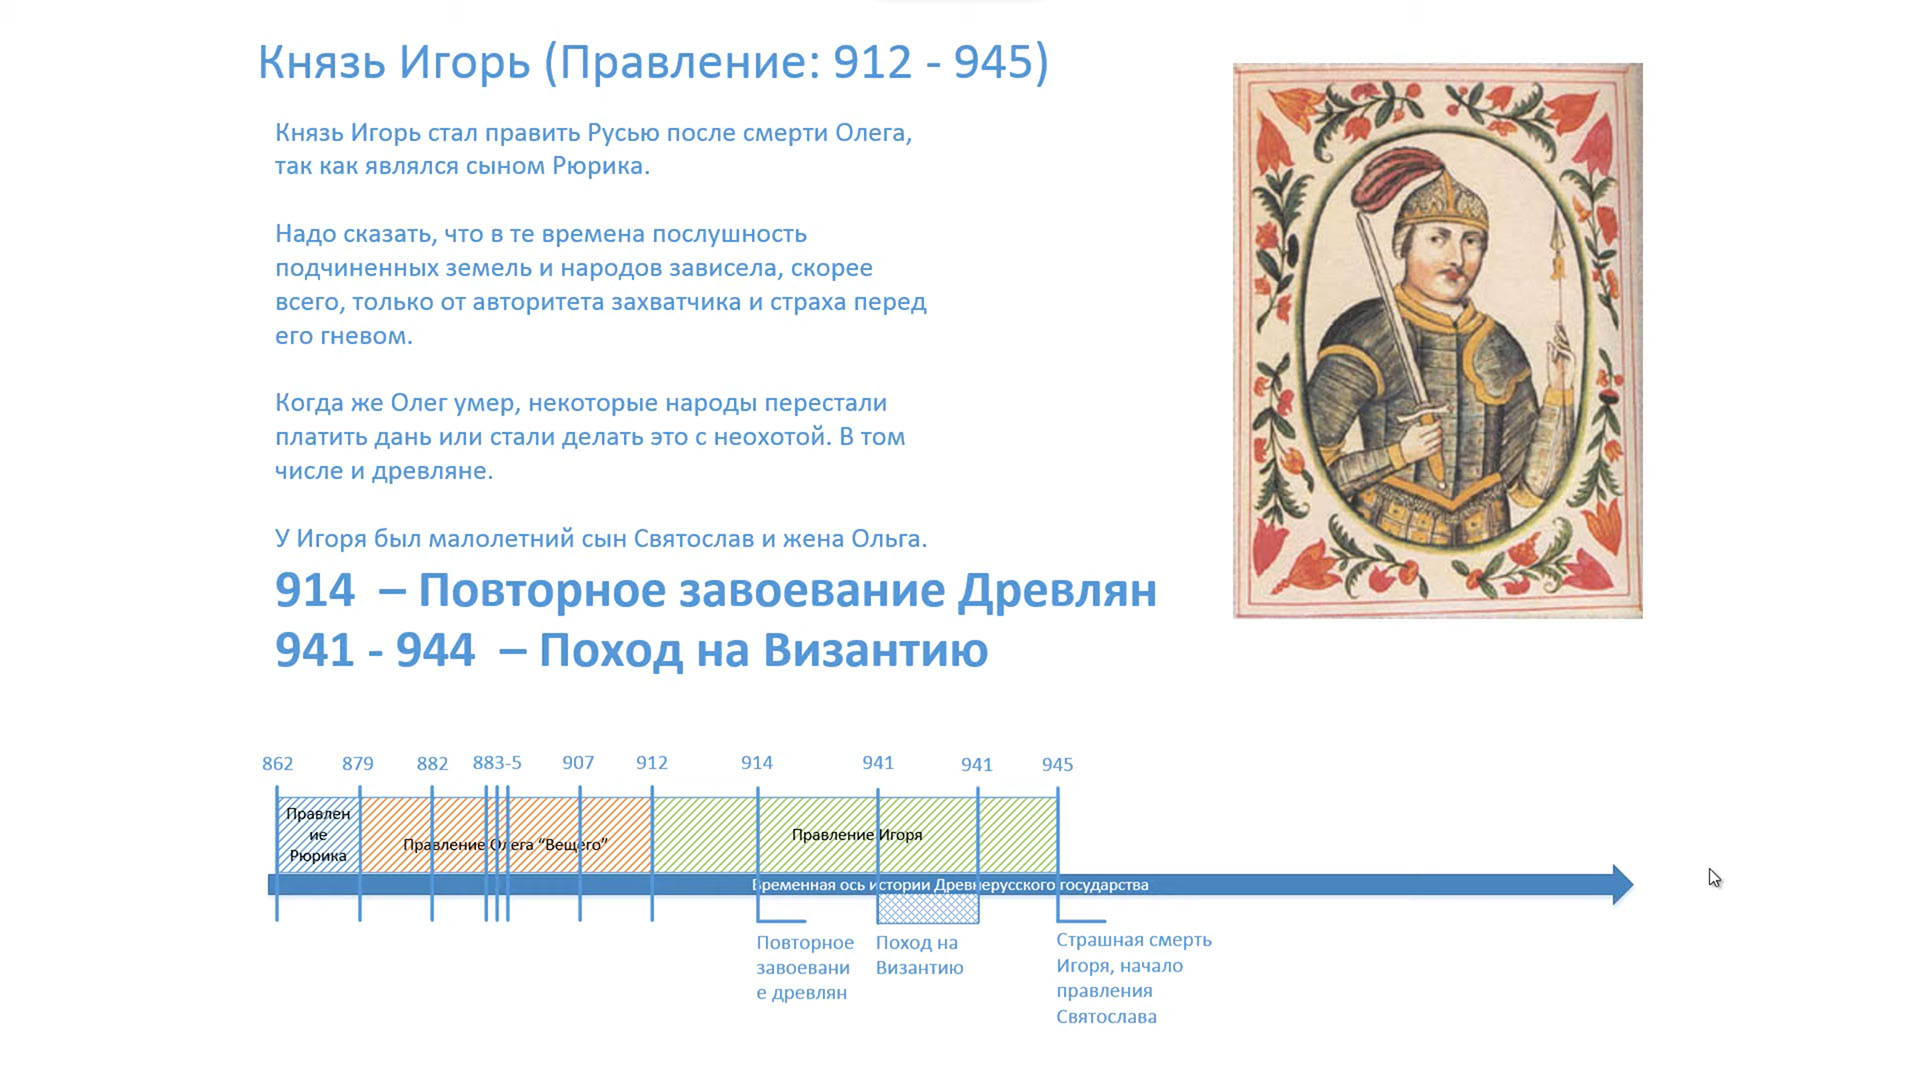 Князь Игорь (Правление: 912 - 945)
Князь Игорь стал править Русью после смерти Олега,
так как являлся сыном Рюрика.
Надо сказать, что в те времена послушность
подчиненных земель и народов зависела, скорее
всего, только от авторитета захватчика и страха перед
его гневом.
Когда же Олег умер, некоторые народы перестали
платить дань или стали делать это с неохотой. В том
числе и древляне.
У Игоря был малолетний сын Святослав и жена Ольга.
914 – Повторное завоевание Древлян
941 - 944 – Поход на Византию
862 879 882 883-5 907 912 914 941 941 945
Правлен
ие
Рюрика
Правление Олега “Вещего”
Правление Игоря
Временная ось истории Древнерусского государства
Повторное
завоевани
е древлян
Поход на
Византию
Страшная смерть
Игоря, начало
правления
Святослава